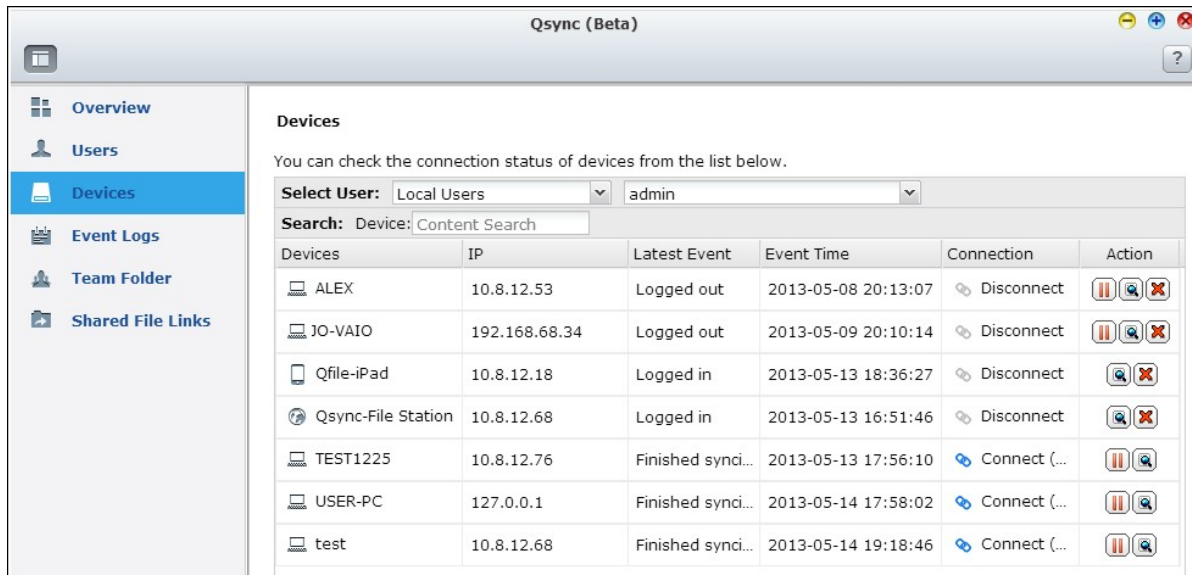 Qsync (Beta)
?
Overview
Users
Devices
Event Logs
Team Folder
Shared File Links
Devices
You can check the connection status of devices from the list below.
Select User: Local Users admin
Search: Device: Content Search
Devices IP Latest Event Event Time Connection Action
ALEX 10.8.12.53 Logged out 2013-05-08 20:13:07 Disconnect
JO-VAIO 192.168.68.34 Logged out 2013-05-09 20:10:14 Disconnect
Qfile-iPad 10.8.12.18 Logged in 2013-05-13 18:36:27 Disconnect
Qsync-File Station 10.8.12.68 Logged in 2013-05-13 16:51:46 Disconnect
TEST1225 10.8.12.76 Finished synci... 2013-05-13 17:56:10 Connect (...
USER-PC 127.0.0.1 Finished synci... 2013-05-14 17:58:02 Connect (...
test 10.8.12.68 Finished synci... 2013-05-14 19:18:46 Connect (...